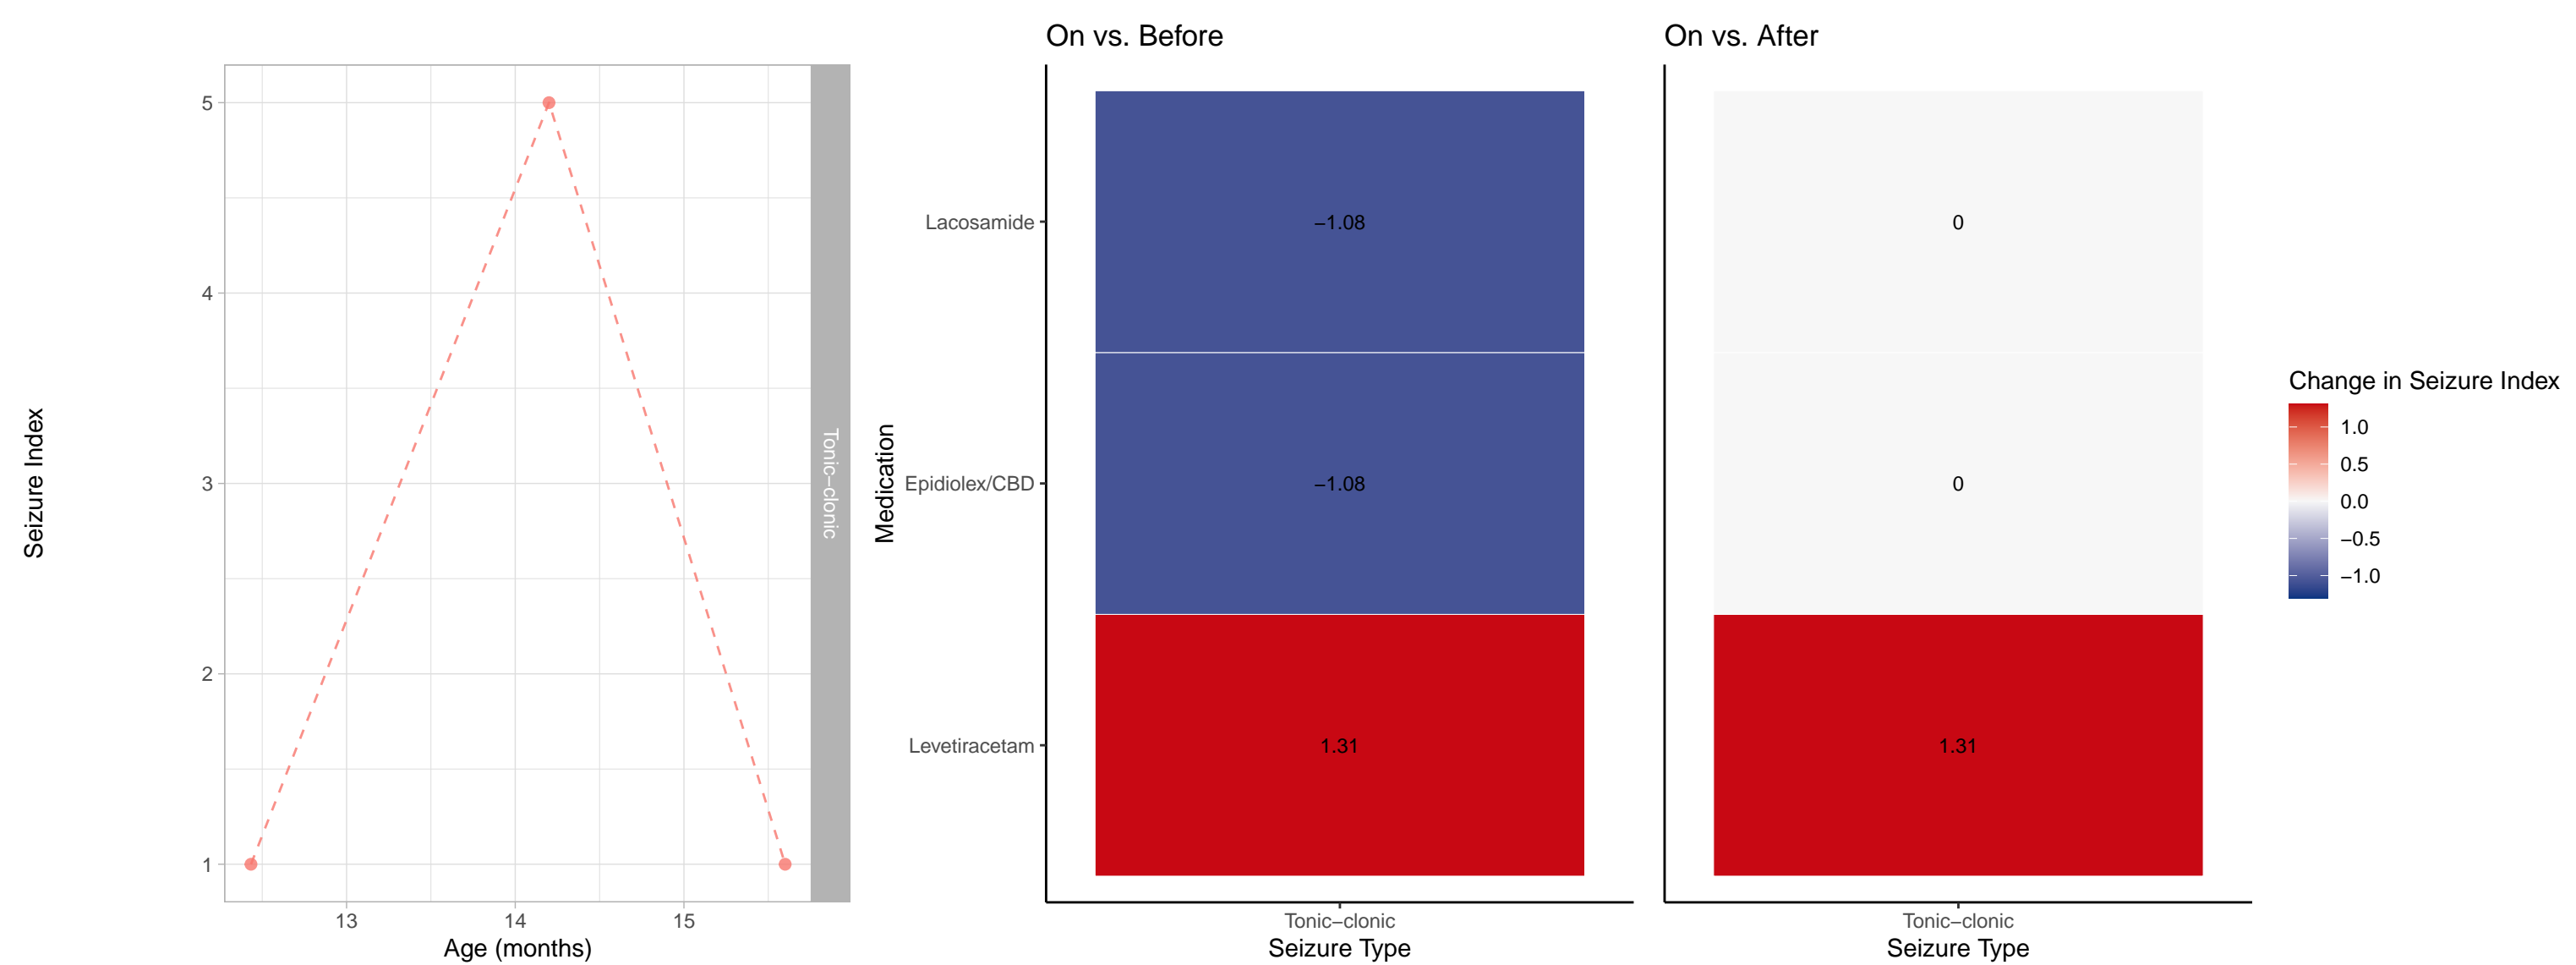 On vs. Before
On vs. After
Seizure Index
5
4
3
2
1
13
14
15
Age (months)
Tonic−clonic
Medication
Lacosamide
Epidiolex/CBD
Levetiracetam
−1.08
−1.08
1.31
Tonic−clonic
Seizure Type
0
0
1.31
Tonic−clonic
Seizure Type
Change in Seizure Index
1.0
0.5
0.0
−0.5
−1.0